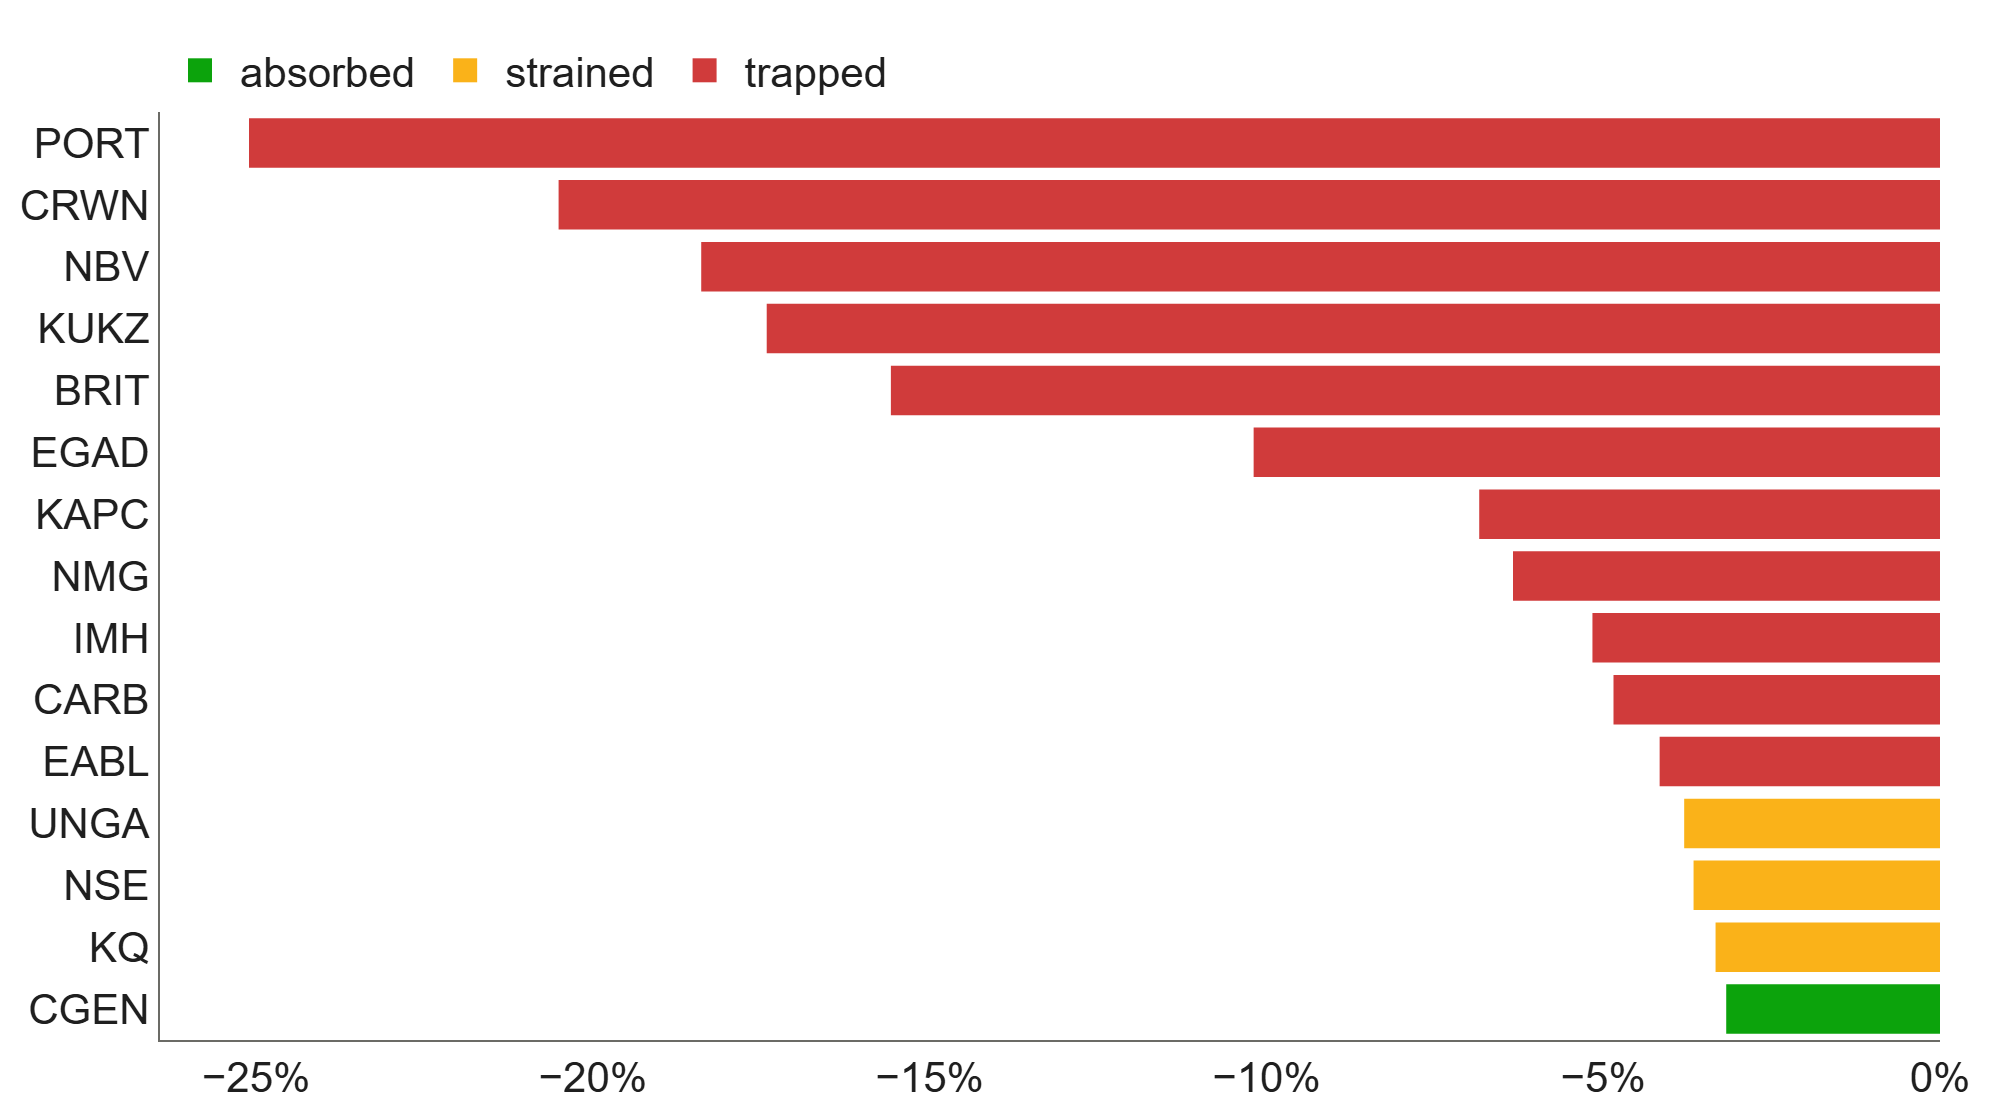 absorbed strained trapped
PORT
CRWN
NBV
KUKZ
BRIT
EGAD
KAPC
NMG
IMH
CARB
EABL
UNGA
NSE
KQ
CGEN
−25% −20% −15% −10% −5% 0%